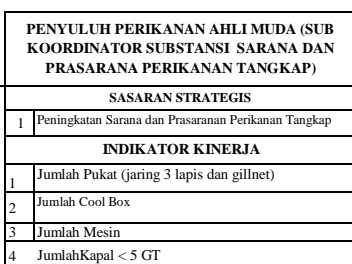 PENYULUH PERIKANAN AHLI MUDA (SUB
KOORDINATOR SUBSTANSI SARANA DAN
PRASARANA PERIKANAN TANGKAP)
SASARAN STRATEGIS
1 Peningkatan Sarana dan Prasaranan Perikanan Tangkap
INDIKATOR KINERJA
1 Jumlah Pukat (jaring 3 lapis dan gillnet)
2 Jumlah Cool Box
3 Jumlah Mesin
4 JumlahKapal < 5 GT